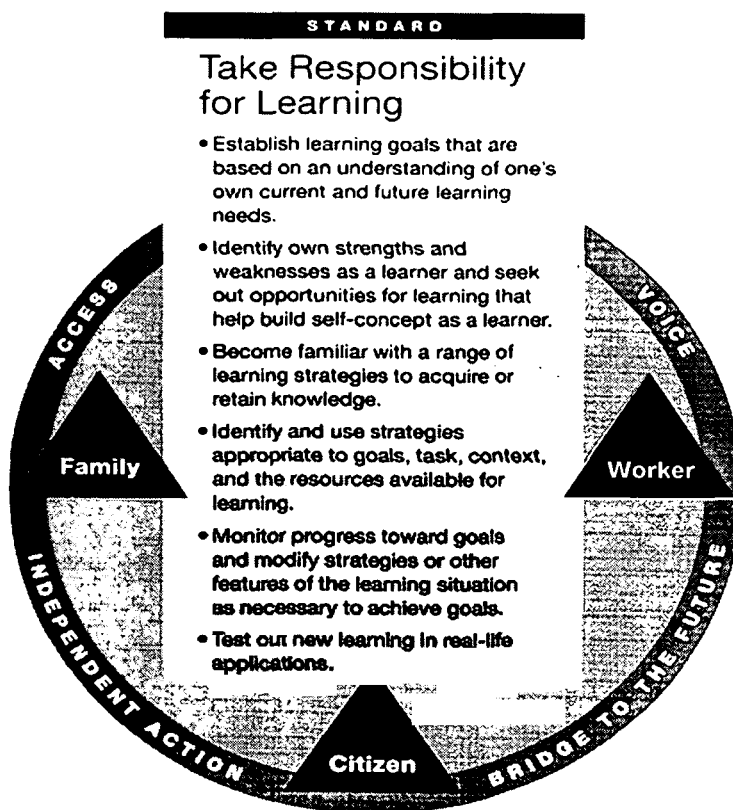 STANDARD
Take Responsibility
for Learning
• Establish learning goals that are
based on an understanding of one's
own current and future learning
needs.
• Identify own strengths and
weaknesses as a learner and seek
out opportunities for learning that
help build self-concept as a learner.
• Become familiar with a range of
learning strategies to acquire or
retain knowledge.
• Identify and use strategies
appropriate to goals, task, context,
and the resources available for
learning.
• Monitor progress toward goals
and modify strategies or other
features of the learning situation
as necessary to achieve goals.
• Test out new learning in real-life
applications.
ACCESS
VOICE
Family
Worker
INDEPENDENT ACTION
BRIDGE TO THE FUTURE
Citizen